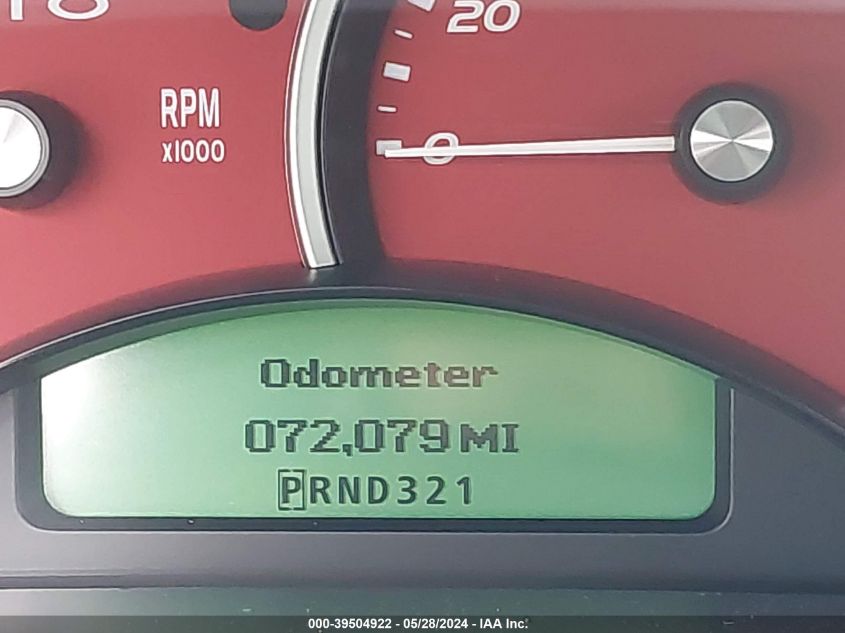 20
RPM
x1000
0
Odometer
072,079 MI
PRND321
000-39504922 - 05/28/2024 - IAA Inc.